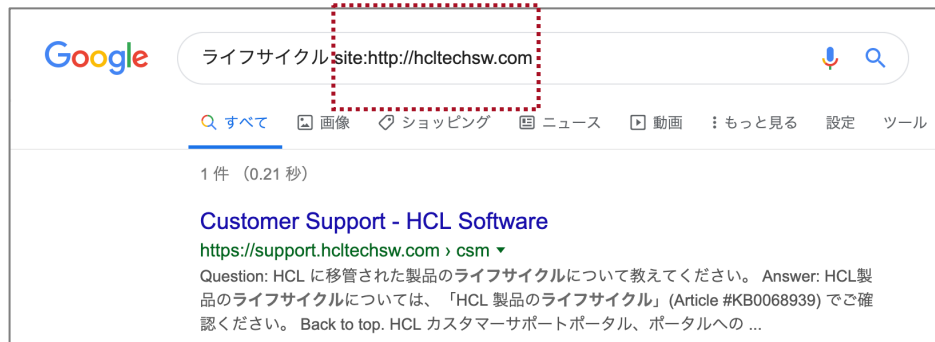 Google
ライフサイクル site:http://hcltechsw.com
すべて 画像 ショッピング ニュース 動画 もっと見る 設定 ツール
1 件 （0.21 秒）
Customer Support - HCL Software
https://support.hcltechsw.com › csm
Question: HCL に移管された製品のライフサイクルについて教えてください。 Answer: HCL製
品のライフサイクルについては、「HCL 製品のライフサイクル」(Article #KB0068939) でご確
認ください。 Back to top. HCL カスタマーサポートポータル、ポータルへの ...